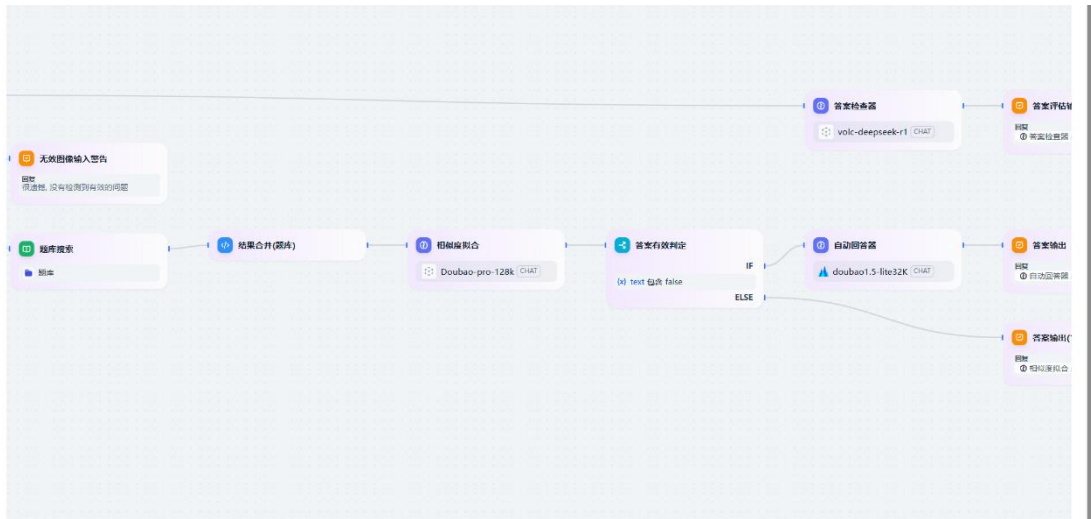 答案检查器
volc-deepseek-r1 CHAT
答案评估输
回复
答案检查器
无效图像输入警告
回复
很遗憾, 没有检测到有效的问题
题库搜索
题库
结果合并(题库)
相似度拟合
Doubao-pro-128k CHAT
答案有效判定
IF
{x} text 包含 false
ELSE
自动回答器
doubao1.5-lite32K CHAT
答案输出
回复
自动回答器
答案输出(
回复
相似度拟合